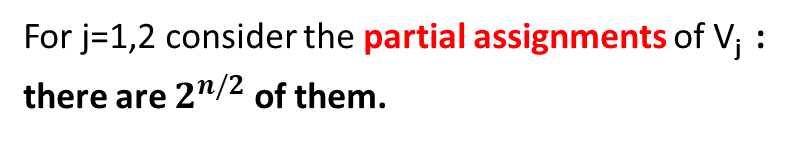 For j=1,2 consider the partial assignments of Vⱼ :
there are 2^{n/2} of them.